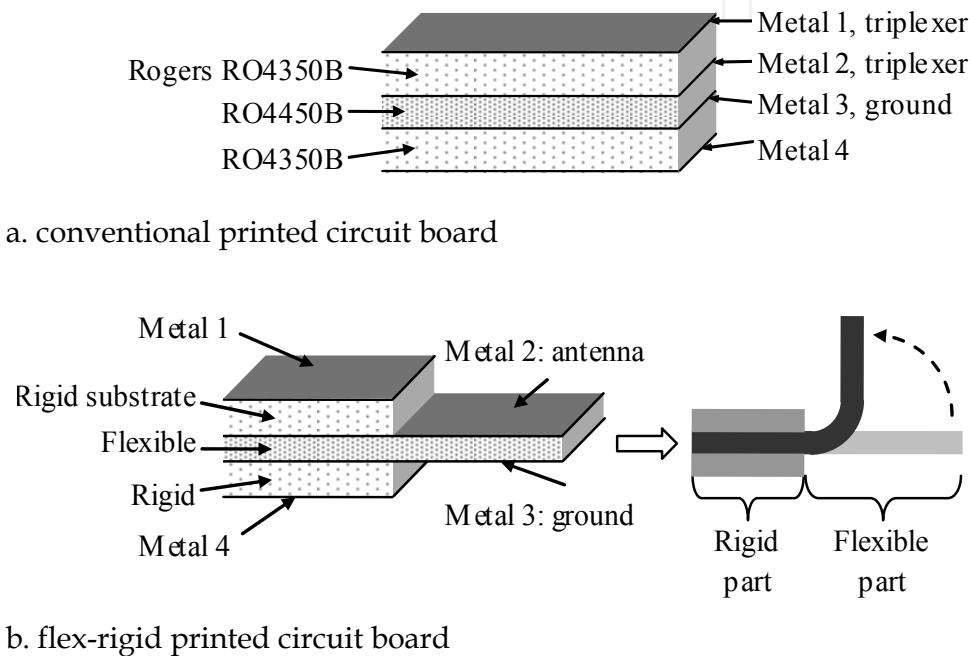 Metal 1, triplexer
Rogers RO4350B
Metal 2, triplexer
RO4450B
Metal 3, ground
RO4350B
Metal 4
a. conventional printed circuit board
Metal 1
Metal 2: antenna
Rigid substrate
Flexible
Rigid
Metal 3: ground
Metal 4
Rigid part
Flexible part
b. flex-rigid printed circuit board